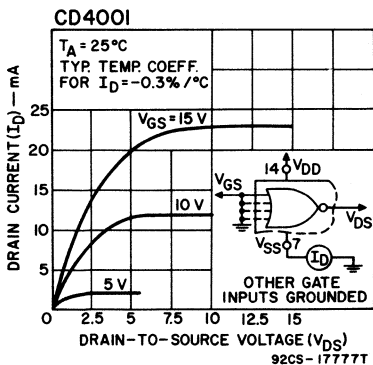 CD4001
TA = 25°C
TYP. TEMP. COEFF.
FOR ID = −0.3% / °C
DRAIN CURRENT (ID) — mA
25
20
15
10
5
0
VGS = 15 V
10 V
5 V
14
VDD
VGS
VDS
VSS
7
ID
OTHER GATE
INPUTS GROUNDED
2.5
5
7.5
10
12.5
15
DRAIN-TO-SOURCE VOLTAGE (VDS)
92CS-17777T